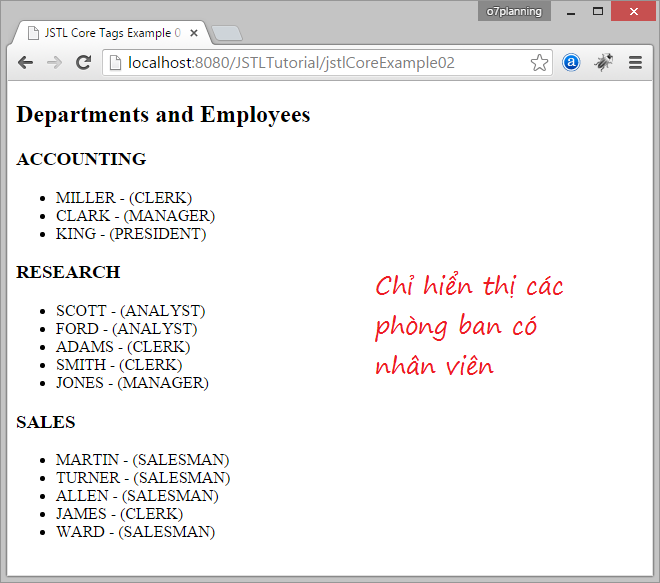 o7planning
JSTL Core Tags Example 0
localhost:8080/JSTLTutorial/jstlCoreExample02
Departments and Employees
ACCOUNTING
MILLER - (CLERK)
CLARK - (MANAGER)
KING - (PRESIDENT)
RESEARCH
SCOTT - (ANALYST)
FORD - (ANALYST)
ADAMS - (CLERK)
SMITH - (CLERK)
JONES - (MANAGER)
Chỉ hiển thị các
phòng ban có
nhân viên
SALES
MARTIN - (SALESMAN)
TURNER - (SALESMAN)
ALLEN - (SALESMAN)
JAMES - (CLERK)
WARD - (SALESMAN)